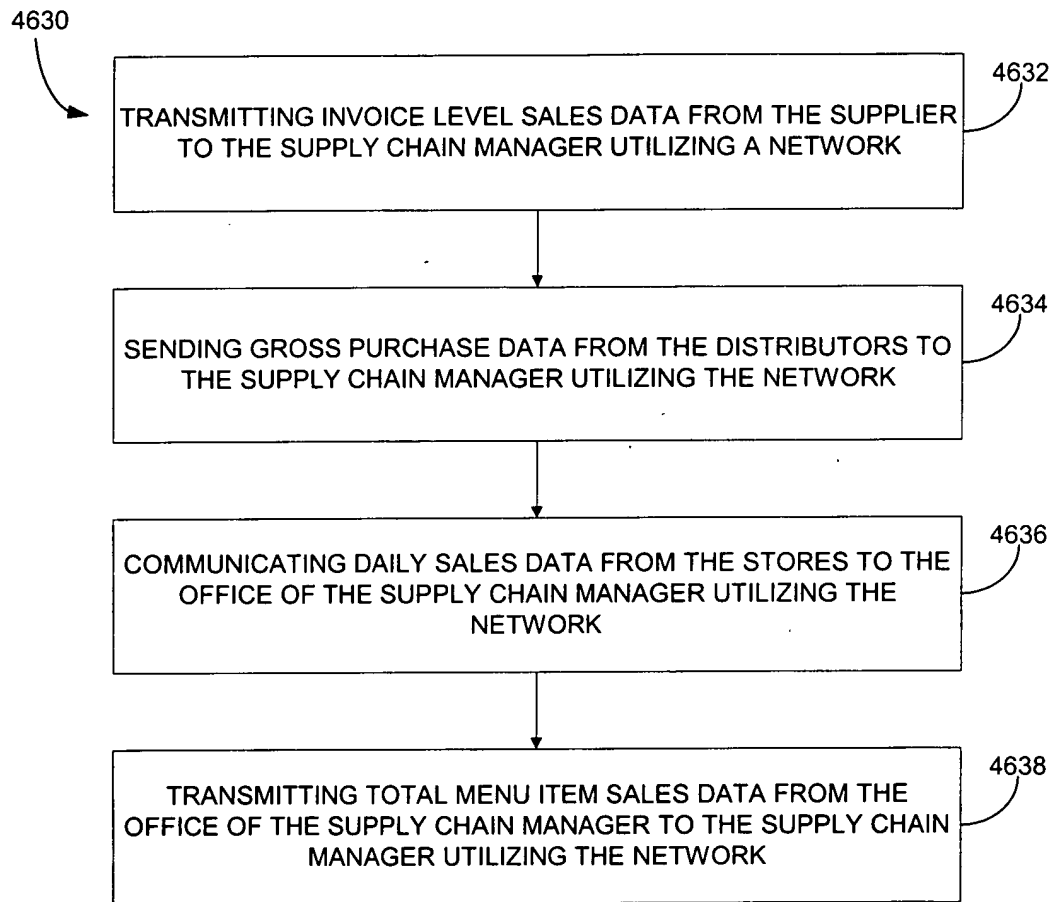 4630
4632
TRANSMITTING INVOICE LEVEL SALES DATA FROM THE SUPPLIER
TO THE SUPPLY CHAIN MANAGER UTILIZING A NETWORK
4634
SENDING GROSS PURCHASE DATA FROM THE DISTRIBUTORS TO
THE SUPPLY CHAIN MANAGER UTILIZING THE NETWORK
4636
COMMUNICATING DAILY SALES DATA FROM THE STORES TO THE
OFFICE OF THE SUPPLY CHAIN MANAGER UTILIZING THE
NETWORK
4638
TRANSMITTING TOTAL MENU ITEM SALES DATA FROM THE
OFFICE OF THE SUPPLY CHAIN MANAGER TO THE SUPPLY CHAIN
MANAGER UTILIZING THE NETWORK